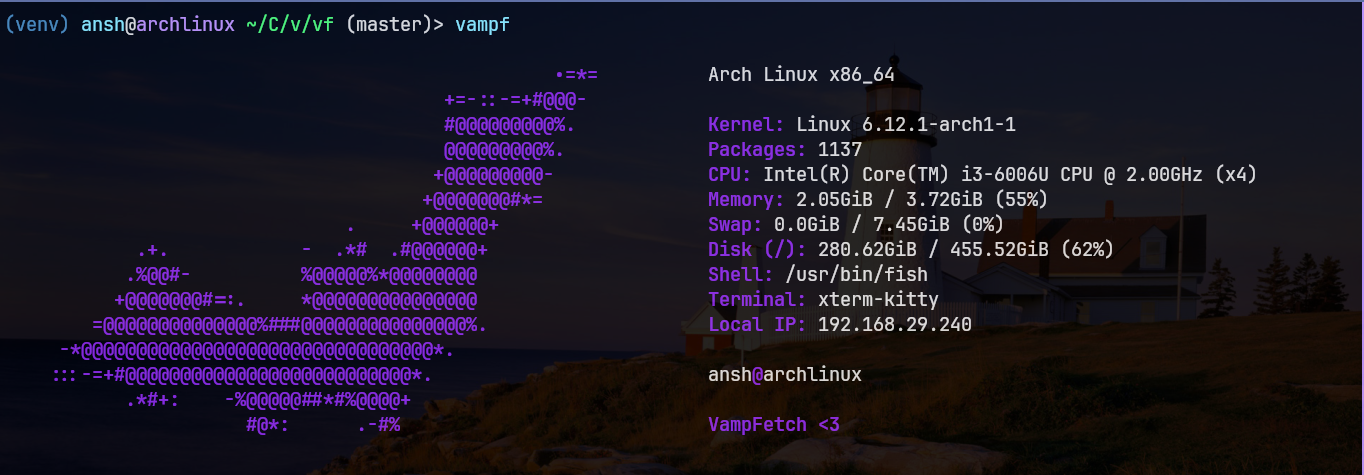 (venv) ansh@archlinux ~/C/v/vf (master)> vampf
Arch Linux x86_64
Kernel: Linux 6.12.1-arch1-1
Packages: 1137
CPU: Intel(R) Core(TM) i3-6006U CPU @ 2.00GHz (x4)
Memory: 2.05GiB / 3.72GiB (55%)
Swap: 0.0GiB / 7.45GiB (0%)
Disk (/): 280.62GiB / 455.52GiB (62%)
Shell: /usr/bin/fish
Terminal: xterm-kitty
Local IP: 192.168.29.240
ansh@archlinux
VampFetch <3